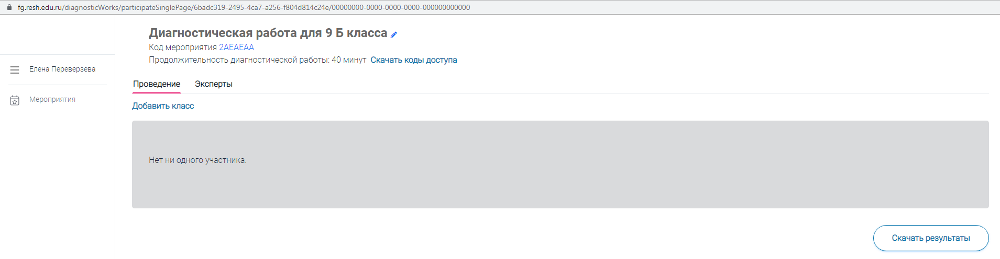 fg.resh.edu.ru/diagnosticWorks/participateSinglePage/6badc319-2495-4ca7-a256-f804d814c24e/00000000-0000-0000-0000-000000000000
Диагностическая работа для 9 Б класса
Код мероприятия 2AEAEAA
Продолжительность диагностической работы: 40 минут Скачать коды доступа
Елена Переверзева
Мероприятия
Проведение Эксперты
Добавить класс
Нет ни одного участника.
Скачать результаты